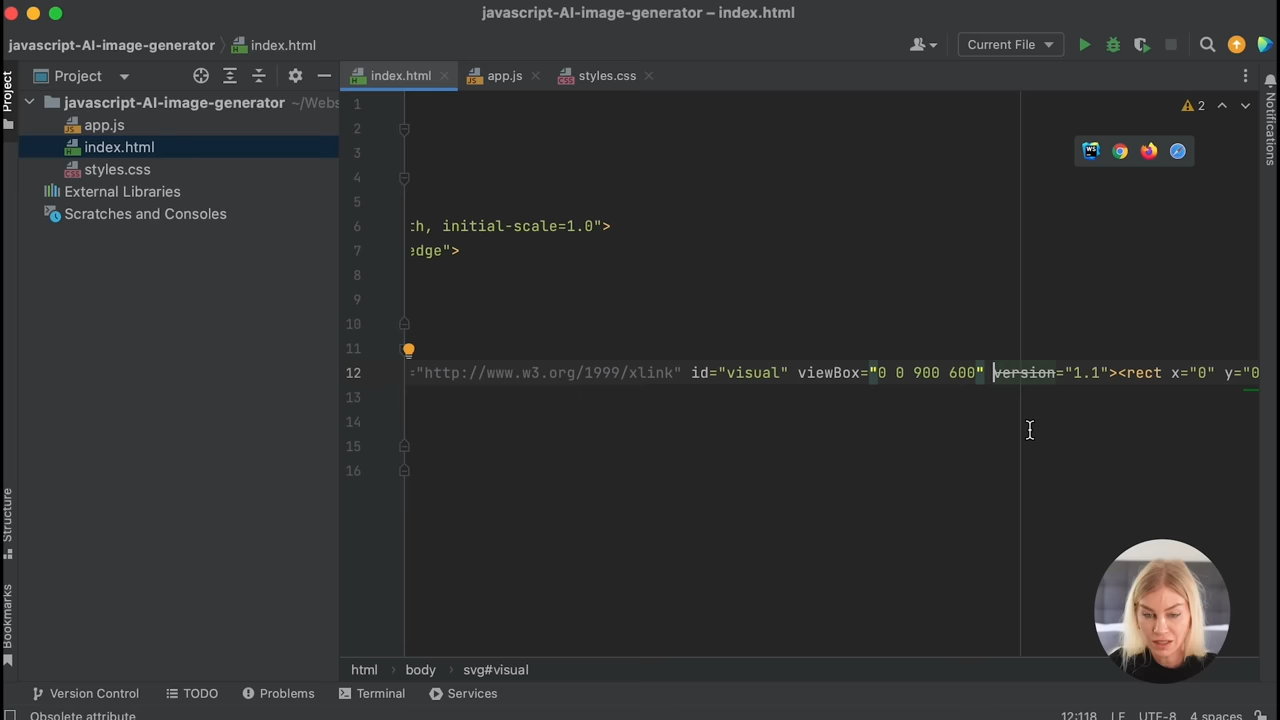 javascript-AI-image-generator – index.html
javascript-AI-image-generator
index.html
Current File
Project
Project
index.html
app.js
styles.css
javascript-AI-image-generator ~/Webs
app.js
index.html
styles.css
External Libraries
Scratches and Consoles
2
Notifications
1
2
3
4
5
6 th, initial-scale=1.0">
7 edge">
8
9
10
11
12 ="http://www.w3.org/1999/xlink" id="visual" viewBox="0 0 900 600" version="1.1"><rect x="0" y="0
13
14
15
16
Structure
Bookmarks
html
body
svg#visual
Version Control
TODO
Problems
Terminal
Services
Obsolete attribute
12:118
LF
UTF-8
4 spaces